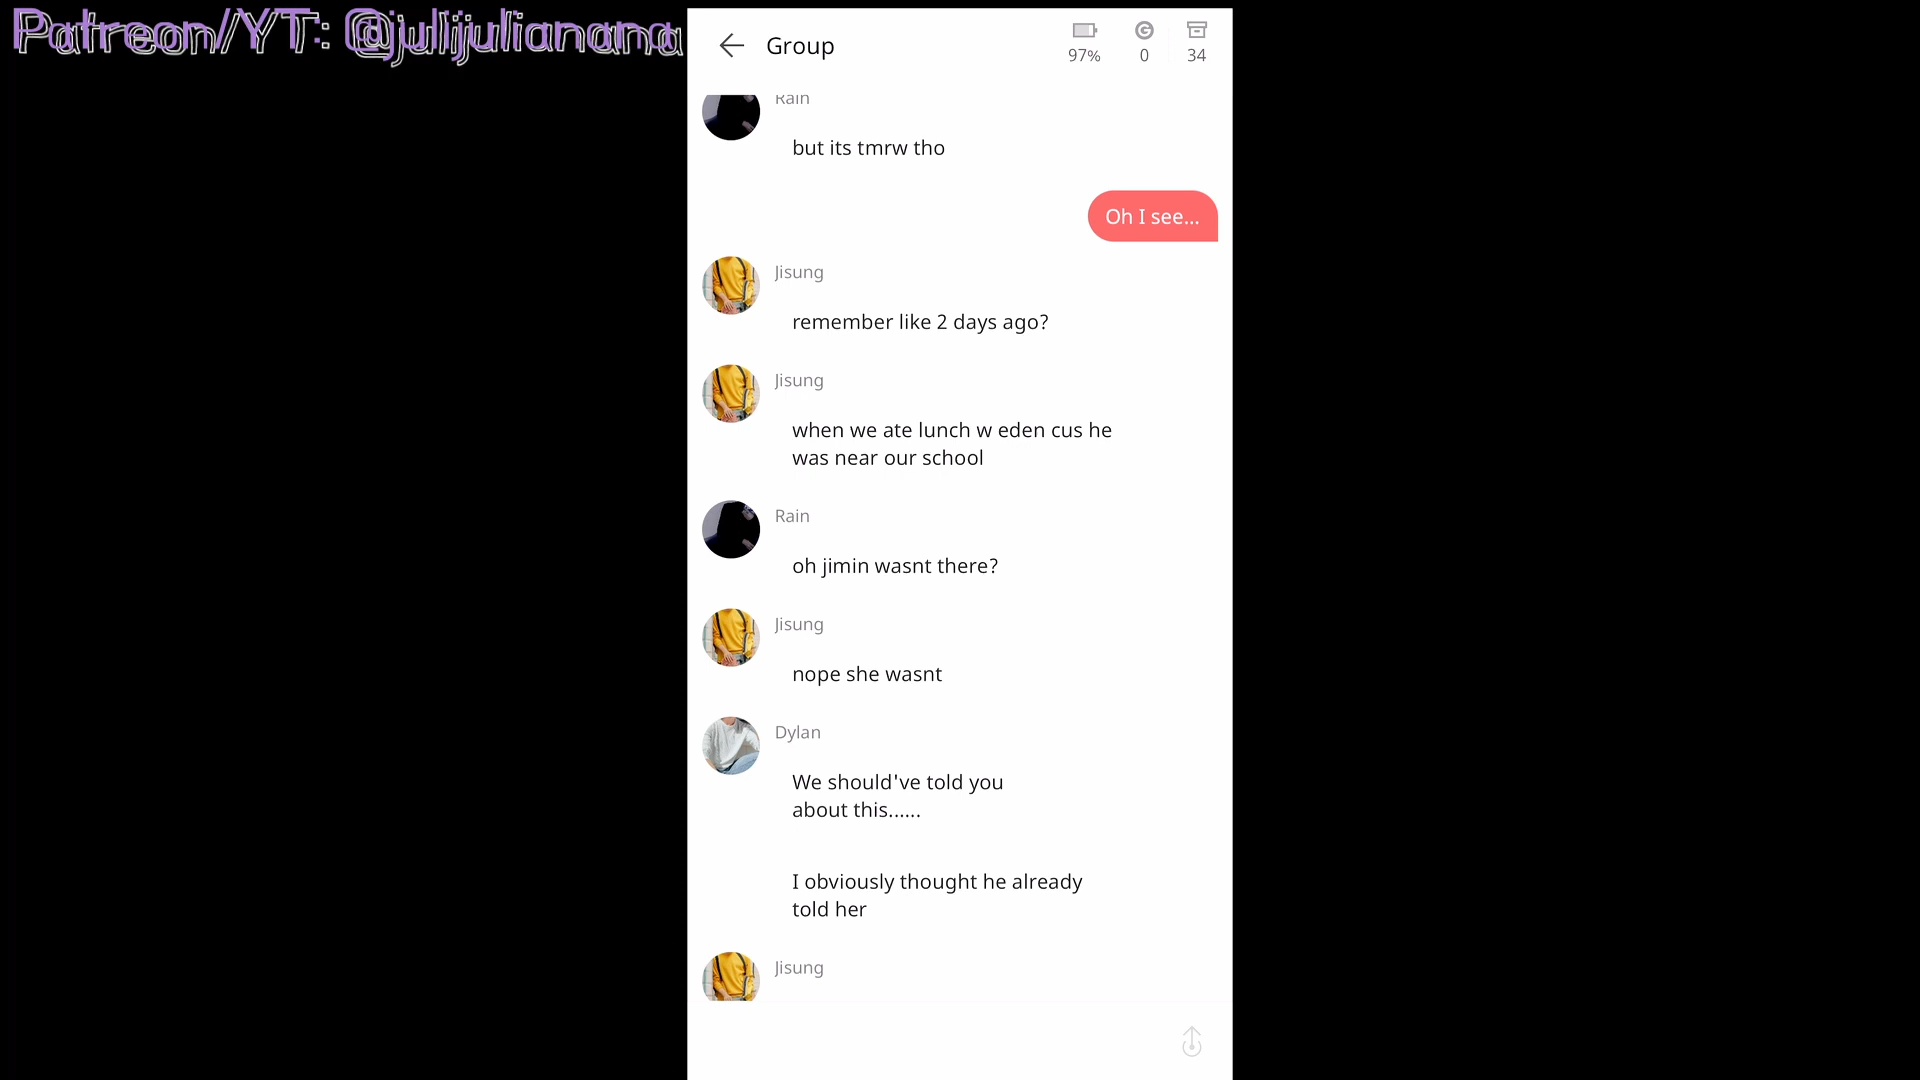 Patreon/YT: @julijulianana
Group
97%
0
34
Rain
but its tmrw tho
Oh I see...
Jisung
remember like 2 days ago?
Jisung
when we ate lunch w eden cus he
was near our school
Rain
oh jimin wasnt there?
Jisung
nope she wasnt
Dylan
We should've told you
about this......
I obviously thought he already
told her
Jisung